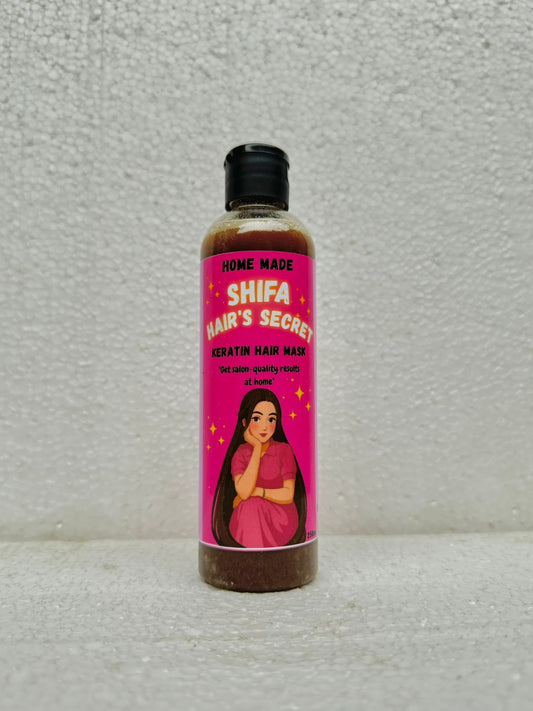 HOME MADE
SHIFA
HAIR'S SECRET
KERATIN HAIR MASK
"Get salon-quality results
at home"